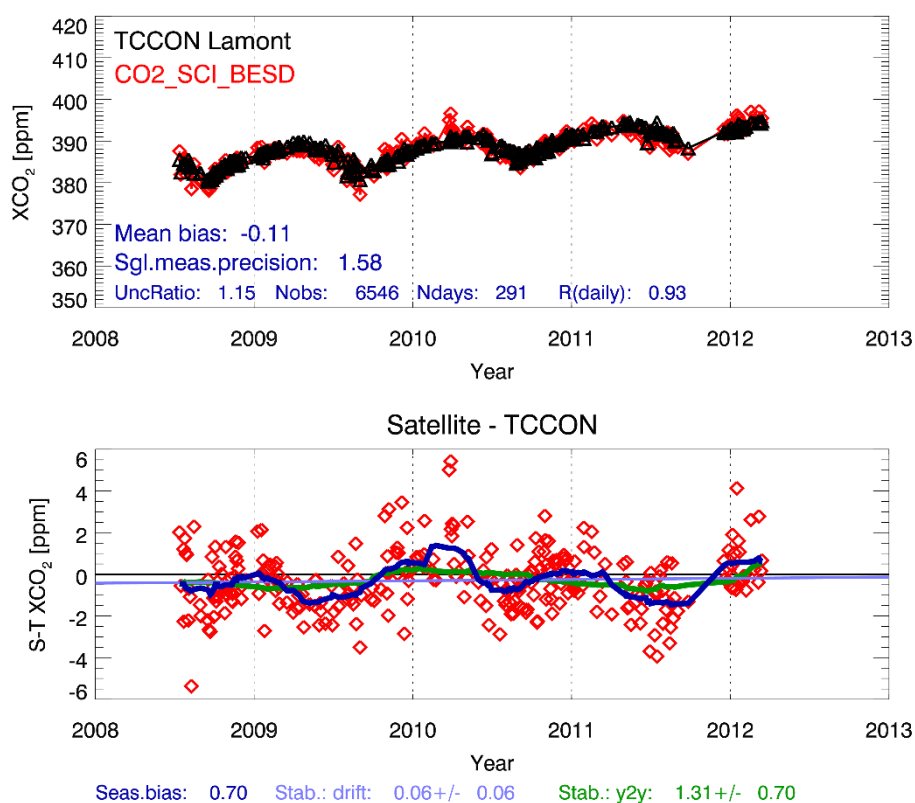 420
410
400
390
380
370
360
350
XCO2 [ppm]
TCCON Lamont
CO2_SCI_BESD
Mean bias: -0.11
Sgl.meas.precision: 1.58
UncRatio: 1.15 Nobs: 6546 Ndays: 291 R(daily): 0.93
2008 2009 2010 2011 2012 2013
Year
Satellite - TCCON
6
4
2
0
-2
-4
-6
S-T XCO2 [ppm]
2008 2009 2010 2011 2012 2013
Year
Seas.bias: 0.70 Stab.: drift: 0.06+/- 0.06 Stab.: y2y: 1.31+/- 0.70